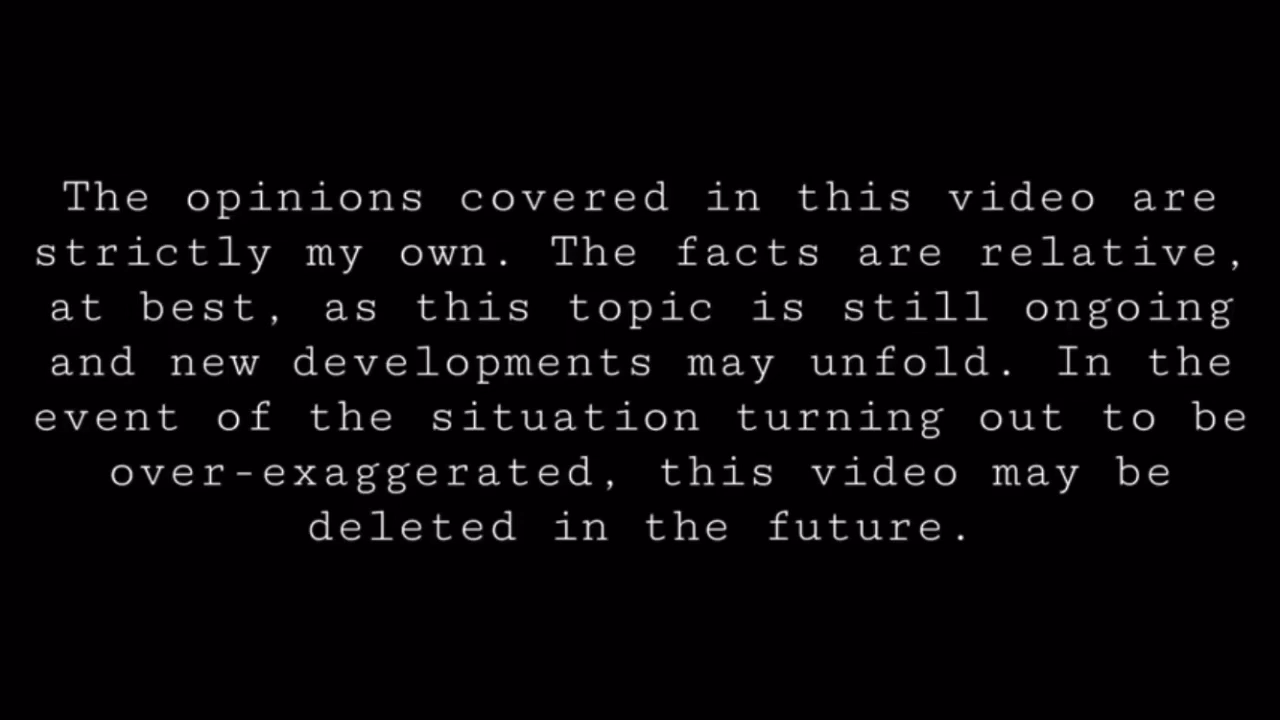 The opinions covered in this video are
strictly my own. The facts are relative,
at best, as this topic is still ongoing
and new developments may unfold. In the
event of the situation turning out to be
over-exaggerated, this video may be
deleted in the future.